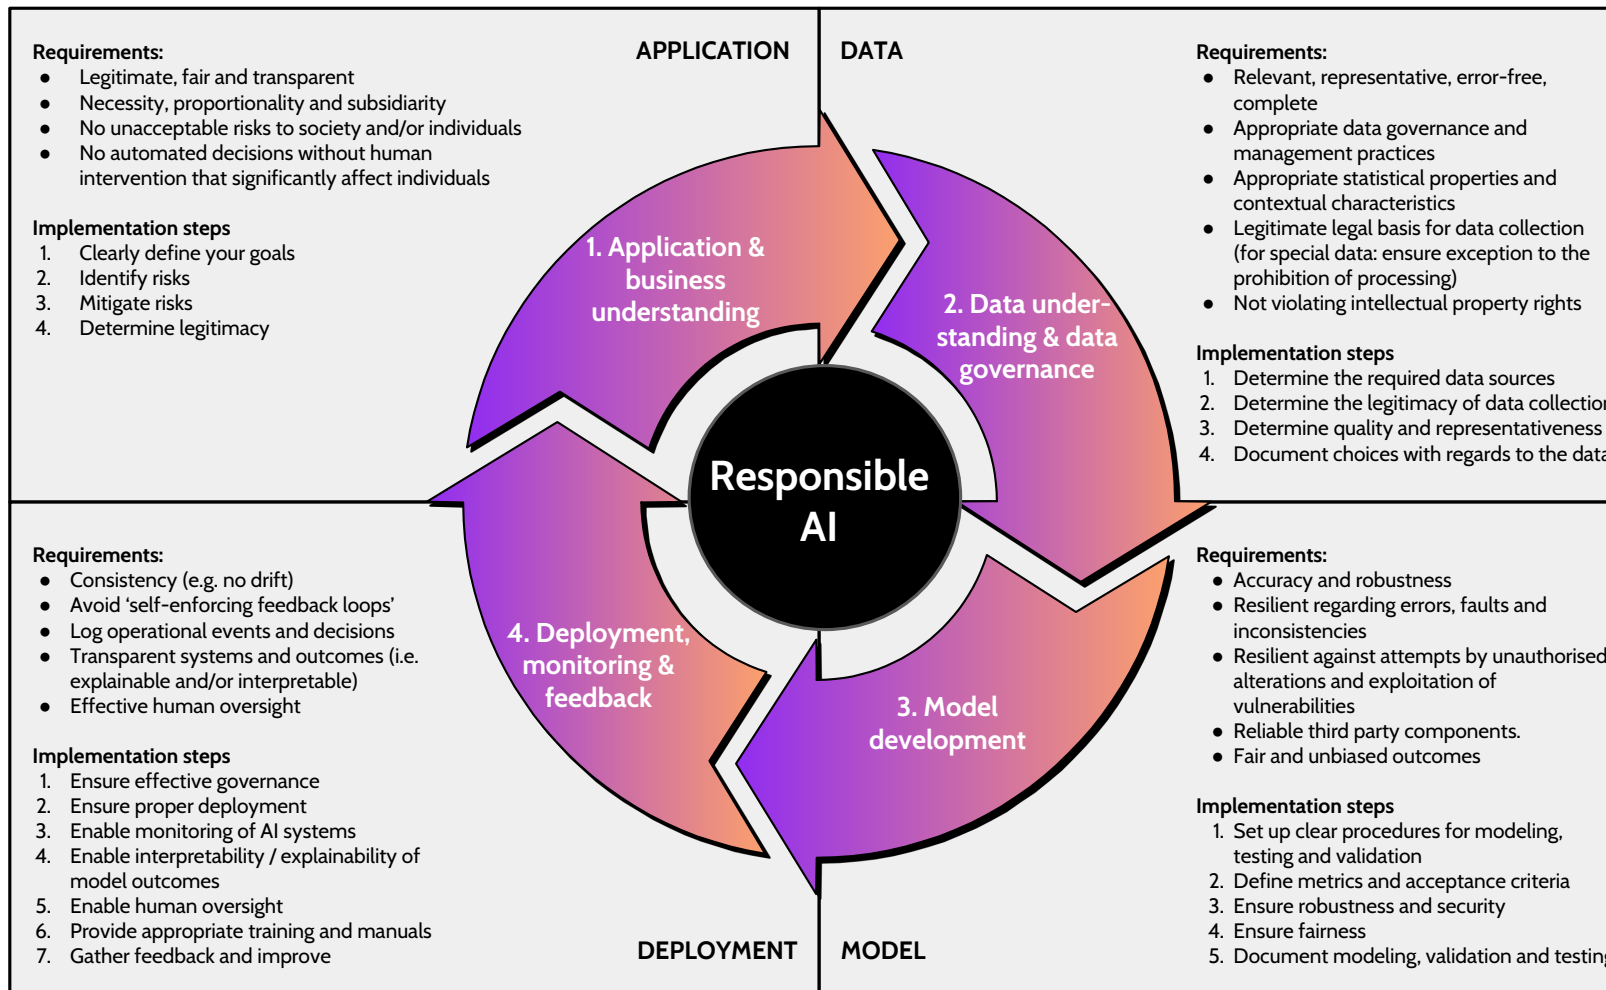 APPLICATION
Requirements:
● Legitimate, fair and transparent
● Necessity, proportionality and subsidiarity
● No unacceptable risks to society and/or individuals
● No automated decisions without human
intervention that significantly affect individuals
Implementation steps
1. Clearly define your goals
2. Identify risks
3. Mitigate risks
4. Determine legitimacy
DATA
Requirements:
● Relevant, representative, error-free,
complete
● Appropriate data governance and
management practices
● Appropriate statistical properties and
contextual characteristics
● Legitimate legal basis for data collection
(for special data: ensure exception to the
prohibition of processing)
● Not violating intellectual property rights
Implementation steps
1. Determine the required data sources
2. Determine the legitimacy of data collection
3. Determine quality and representativeness
4. Document choices with regards to the data
1. Application &
business
understanding
2. Data under-
standing & data
governance
Responsible
AI
4. Deployment,
monitoring &
feedback
3. Model
development
Requirements:
● Consistency (e.g. no drift)
● Avoid ‘self-enforcing feedback loops’
● Log operational events and decisions
● Transparent systems and outcomes (i.e.
explainable and/or interpretable)
● Effective human oversight
Implementation steps
1. Ensure effective governance
2. Ensure proper deployment
3. Enable monitoring of AI systems
4. Enable interpretability / explainability of
model outcomes
5. Enable human oversight
6. Provide appropriate training and manuals
7. Gather feedback and improve
DEPLOYMENT
Requirements:
● Accuracy and robustness
● Resilient regarding errors, faults and
inconsistencies
● Resilient against attempts by unauthorised
alterations and exploitation of
vulnerabilities
● Reliable third party components.
● Fair and unbiased outcomes
Implementation steps
1. Set up clear procedures for modeling,
testing and validation
2. Define metrics and acceptance criteria
3. Ensure robustness and security
4. Ensure fairness
5. Document modeling, validation and testing
MODEL